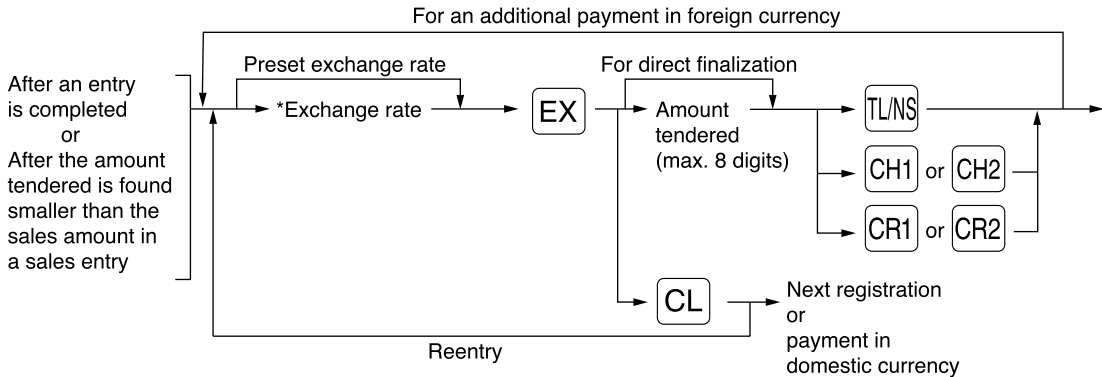 For an additional payment in foreign currency
After an entry
is completed
or
After the amount
tendered is found
smaller than the
sales amount in
a sales entry
Preset exchange rate
*Exchange rate
EX
For direct finalization
Amount
tendered
(max. 8 digits)
TL/NS
CH1 or CH2
CR1 or CR2
CL
Next registration
or
payment in
domestic currency
Reentry